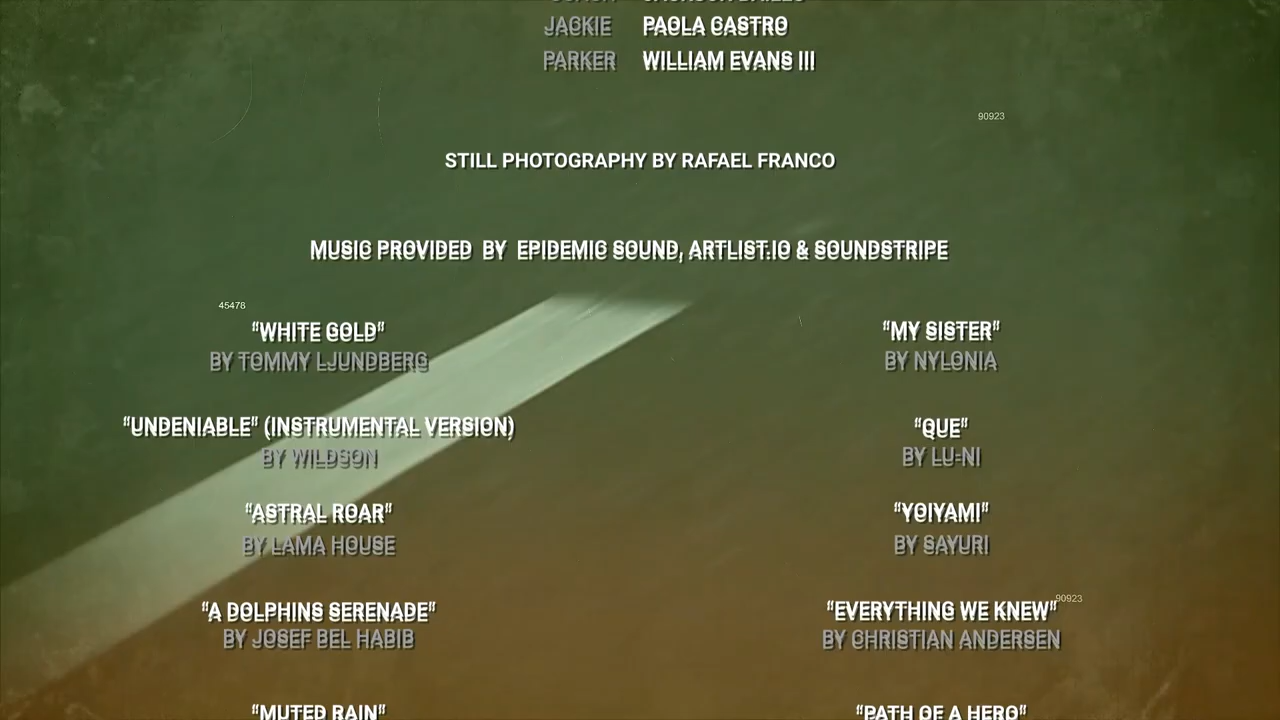 JACKIE PAOLA CASTRO
PARKER WILLIAM EVANS III
90923
STILL PHOTOGRAPHY BY RAFAEL FRANCO
MUSIC PROVIDED BY EPIDEMIC SOUND, ARTLIST.IO & SOUNDSTRIPE
45478
“WHITE GOLD”
BY TOMMY LJUNDBERG
“MY SISTER”
BY NYLONIA
“UNDENIABLE” (INSTRUMENTAL VERSION)
BY WILDSON
“QUE”
BY LU-NI
“ASTRAL ROAR”
BY LAMA HOUSE
“YOIYAMI”
BY SAYURI
“A DOLPHINS SERENADE”
BY JOSEF BEL HABIB
“EVERYTHING WE KNEW”
90923
BY CHRISTIAN ANDERSEN
“MUTED RAIN”
“PATH OF A HERO”